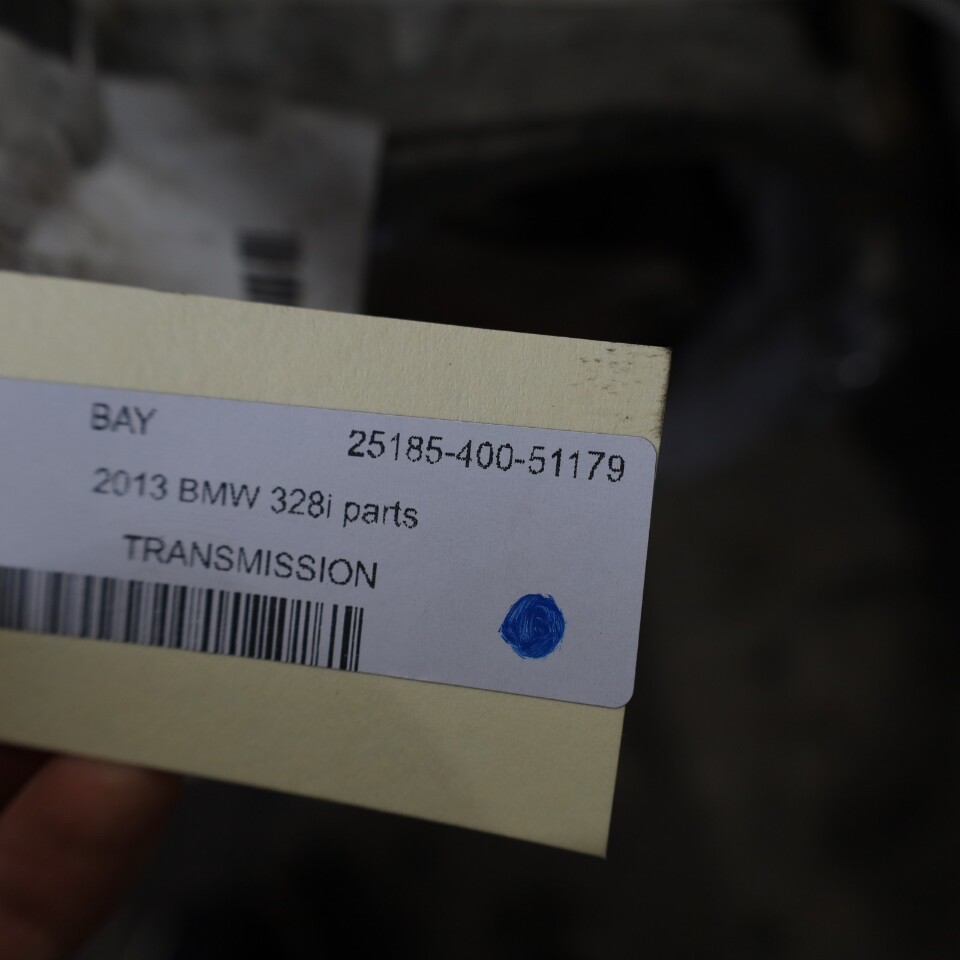 BAY
25185-400-51179
2013 BMW 328i parts
TRANSMISSION